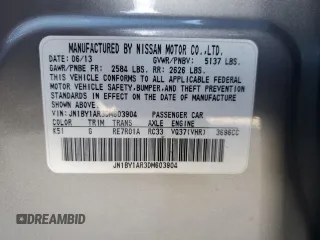 MANUFACTURED BY NISSAN MOTOR CO.,LTD.
DATE: 06/13 GVWR/PNBV: 5137 LBS.
GAWR/PNBE FR: 2584 LBS. RR: 2626 LBS.
THIS VEHICLE CONFORMS TO ALL APPLICABLE FEDERAL
MOTOR VEHICLE SAFETY, BUMPER, AND THEFT
PREVENTION STANDARDS IN EFFECT ON THE DATE OF
MANUFACTURE SHOWN ABOVE.
VIN: JN1BY1AR3DM603904 PASSENGER CAR
COLOR TRIM TRANS AXLE ENGINE
K51 G RE7R01A RC33 VQ37(VHR) 3696CC
JN1BY1AR3DM603904